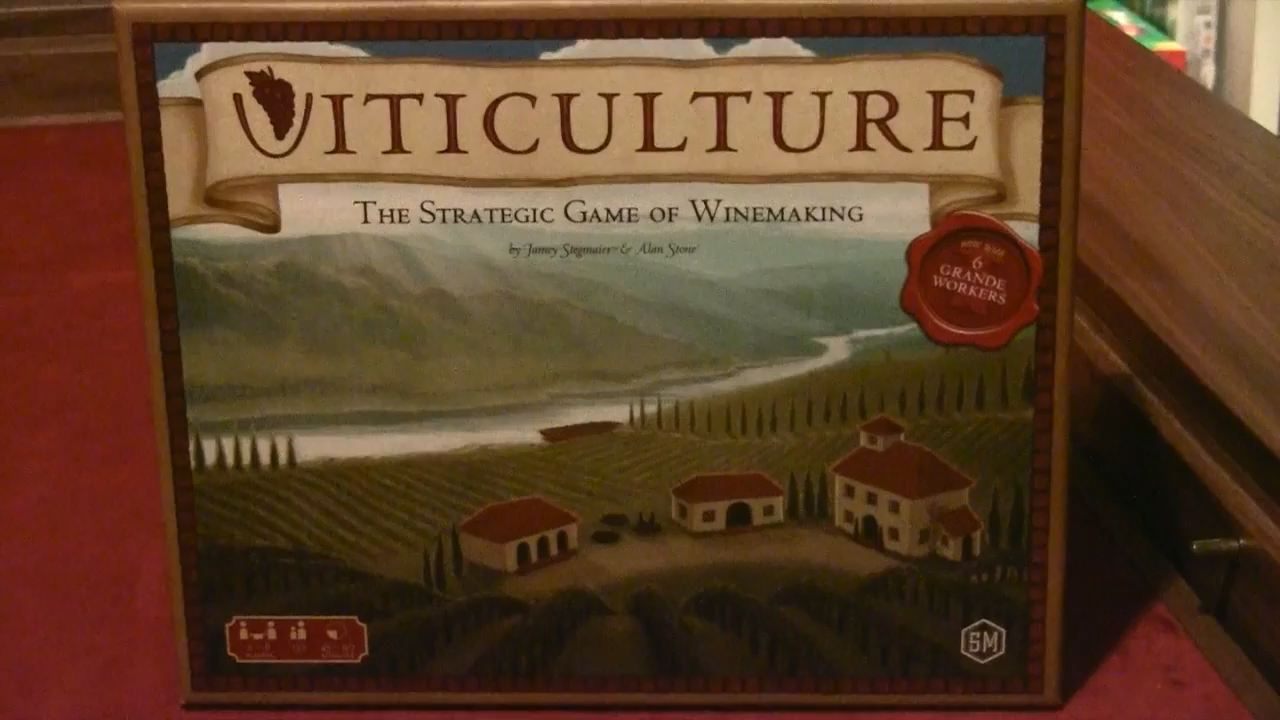 VITICULTURE
THE STRATEGIC GAME OF WINEMAKING
by Jamey Stegmaier & Alan Stone
6
GRANDE
WORKERS
SM